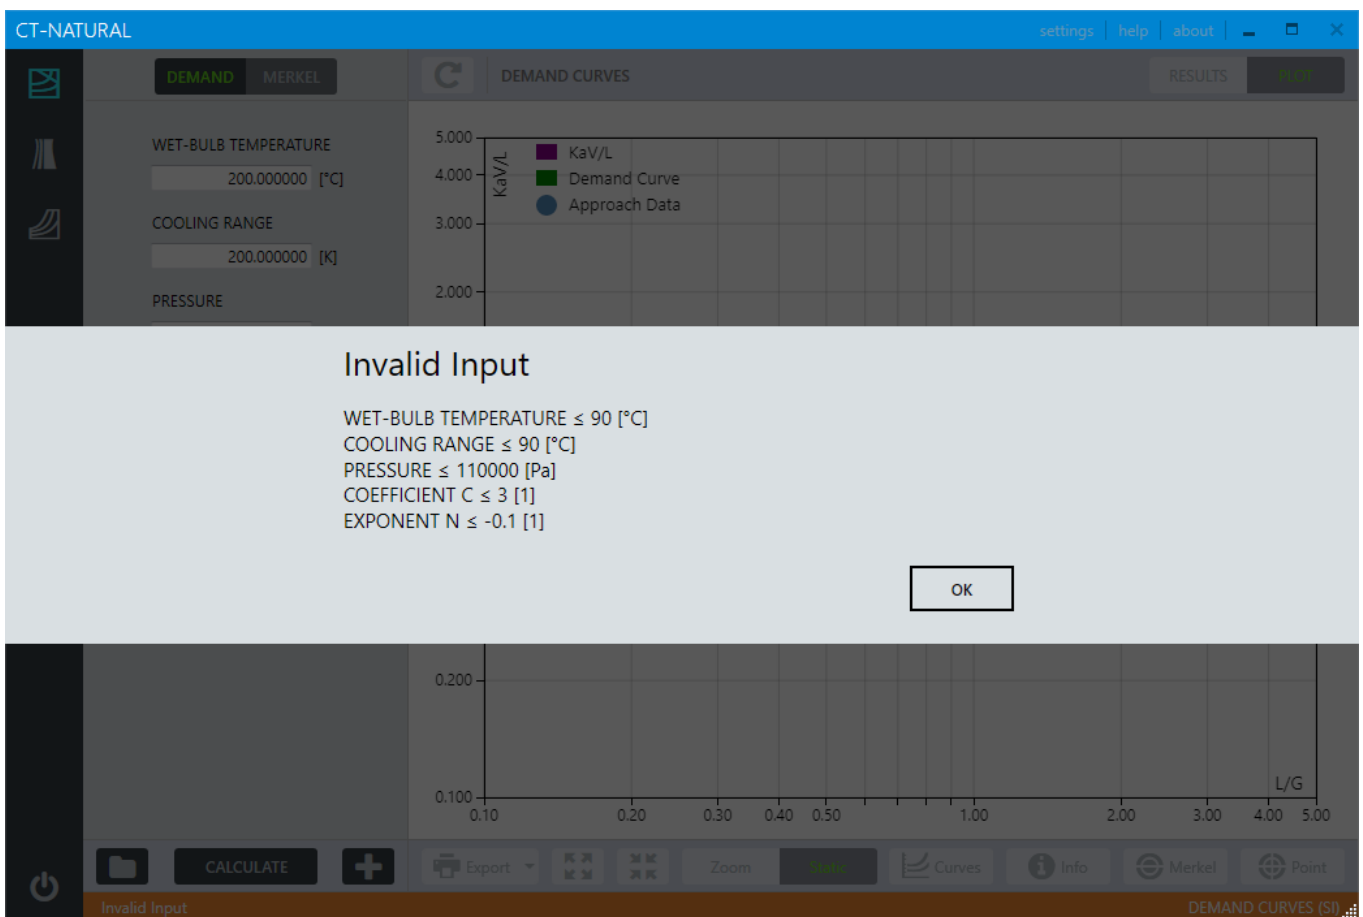 CT-NATURAL
settings help about
DEMAND MERKEL
DEMAND CURVES
RESULTS PLOT
WET-BULB TEMPERATURE
200.000000 [°C]
COOLING RANGE
200.000000 [K]
PRESSURE
5.000
4.000
3.000
2.000
KaV/L
KaV/L
Demand Curve
Approach Data
Invalid Input
WET-BULB TEMPERATURE ≤ 90 [°C]
COOLING RANGE ≤ 90 [°C]
PRESSURE ≤ 110000 [Pa]
COEFFICIENT C ≤ 3 [1]
EXPONENT N ≤ -0.1 [1]
OK
0.200
0.100
L/G
0.10 0.20 0.30 0.40 0.50 1.00 2.00 3.00 4.00 5.00
CALCULATE
Export Zoom Static Curves Info Merkel Point
Invalid Input
DEMAND CURVES (SI)